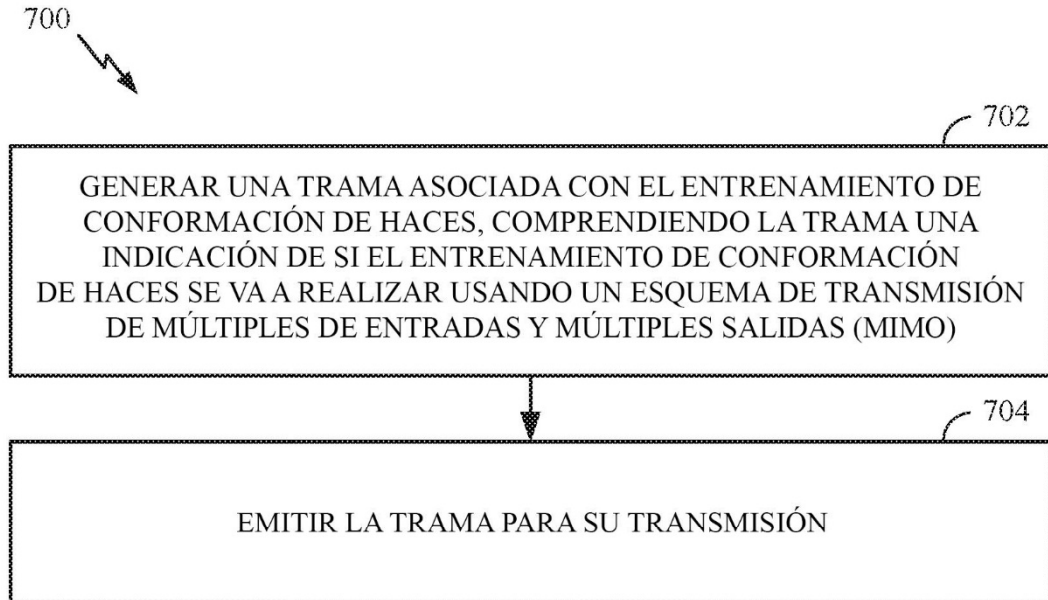 700
702
GENERAR UNA TRAMA ASOCIADA CON EL ENTRENAMIENTO DE
CONFORMACIÓN DE HACES, COMPRENDIENDO LA TRAMA UNA
INDICACIÓN DE SI EL ENTRENAMIENTO DE CONFORMACIÓN
DE HACES SE VA A REALIZAR USANDO UN ESQUEMA DE TRANSMISIÓN
DE MÚLTIPLES DE ENTRADAS Y MÚLTIPLES SALIDAS (MIMO)
704
EMITIR LA TRAMA PARA SU TRANSMISIÓN